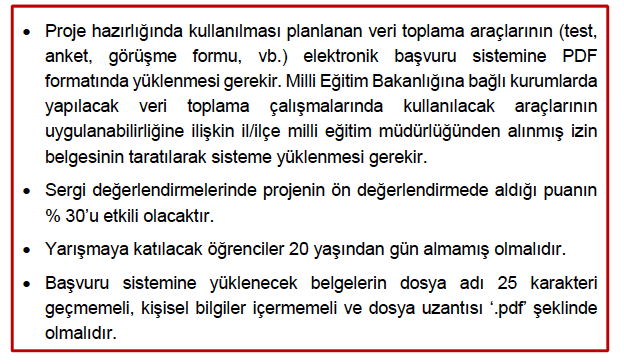 • Proje hazırlığında kullanılması planlanan veri toplama araçlarının (test,
anket, görüşme formu, vb.) elektronik başvuru sistemine PDF
formatında yüklenmesi gerekir. Milli Eğitim Bakanlığına bağlı kurumlarda
yapılacak veri toplama çalışmalarında kullanılacak araçlarının
uygulanabilirliğine ilişkin il/ilçe milli eğitim müdürlüğünden alınmış izin
belgesinin taratılarak sisteme yüklenmesi gerekir.
• Sergi değerlendirmelerinde projenin ön değerlendirmede aldığı puanın
% 30’u etkili olacaktır.
• Yarışmaya katılacak öğrenciler 20 yaşından gün almamış olmalıdır.
• Başvuru sistemine yüklenecek belgelerin dosya adı 25 karakteri
geçmemeli, kişisel bilgiler içermemeli ve dosya uzantısı ‘.pdf’ şeklinde
olmalıdır.